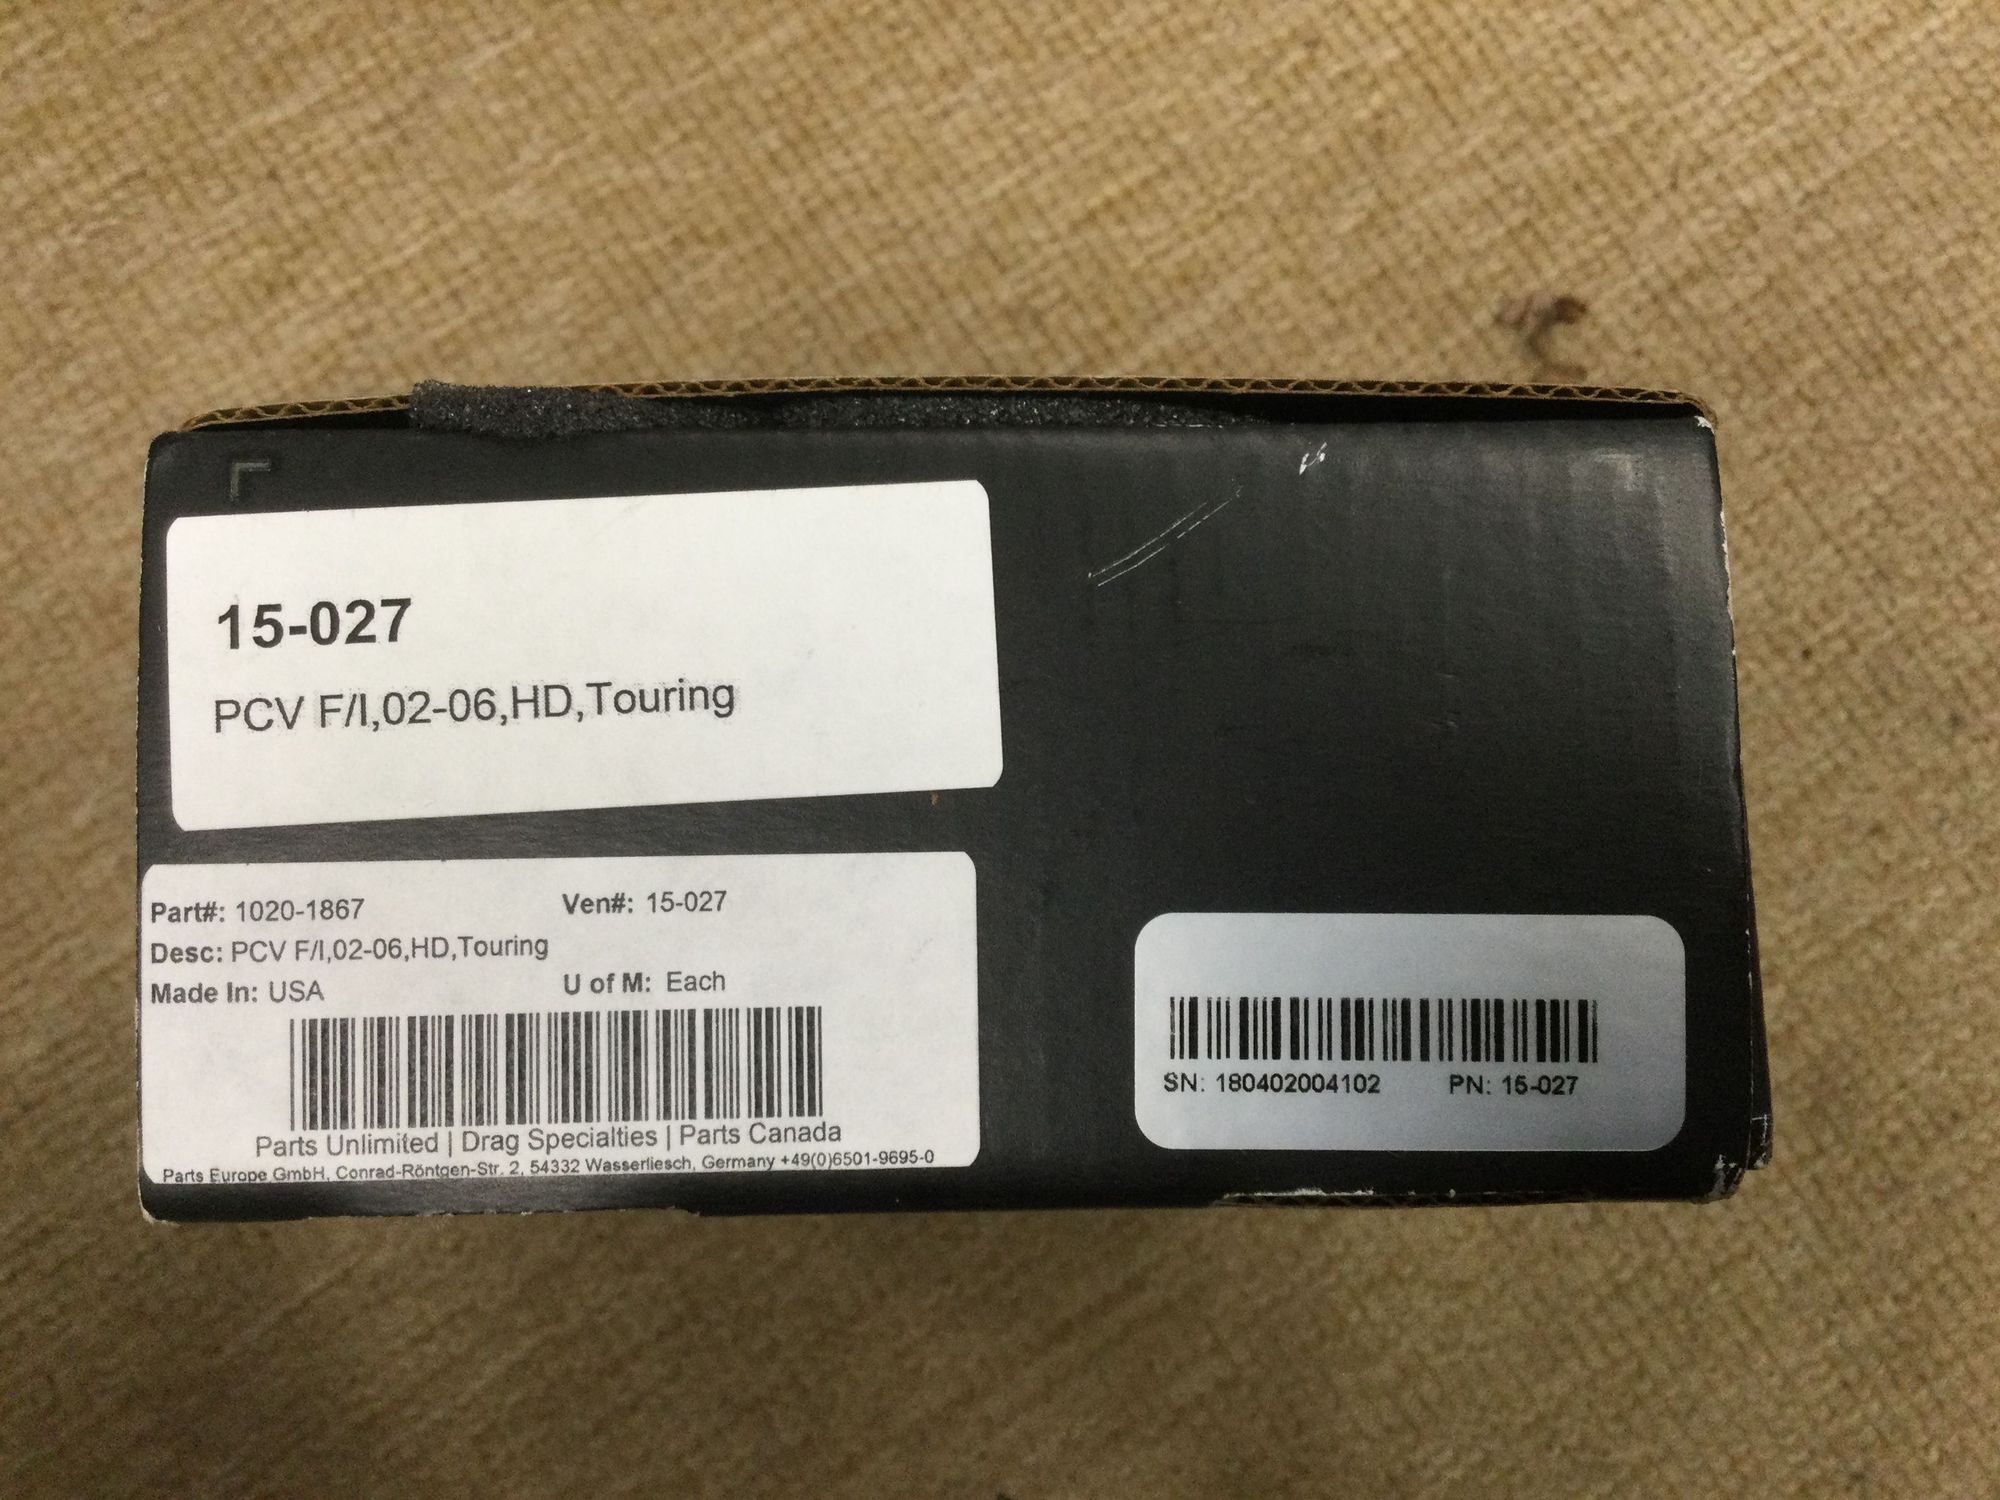 15-027
PCV F/I,02-06,HD,Touring
Part#: 1020-1867 Ven#: 15-027
Desc: PCV F/I,02-06,HD,Touring
Made In: USA U of M: Each
Parts Unlimited | Drag Specialties | Parts Canada
Parts Europe GmbH, Conrad-Röntgen-Str. 2, 54332 Wasserliesch, Germany +49(0)6501-9695-0
SN: 180402004102 PN: 15-027